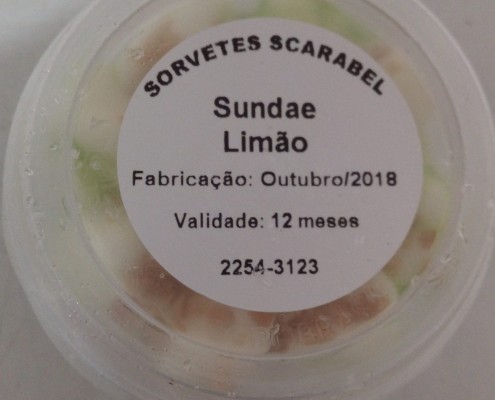 SORVETES SCARABEL
Sundae
Limão
Fabricação: Outubro/2018
Validade: 12 meses
2254-3123